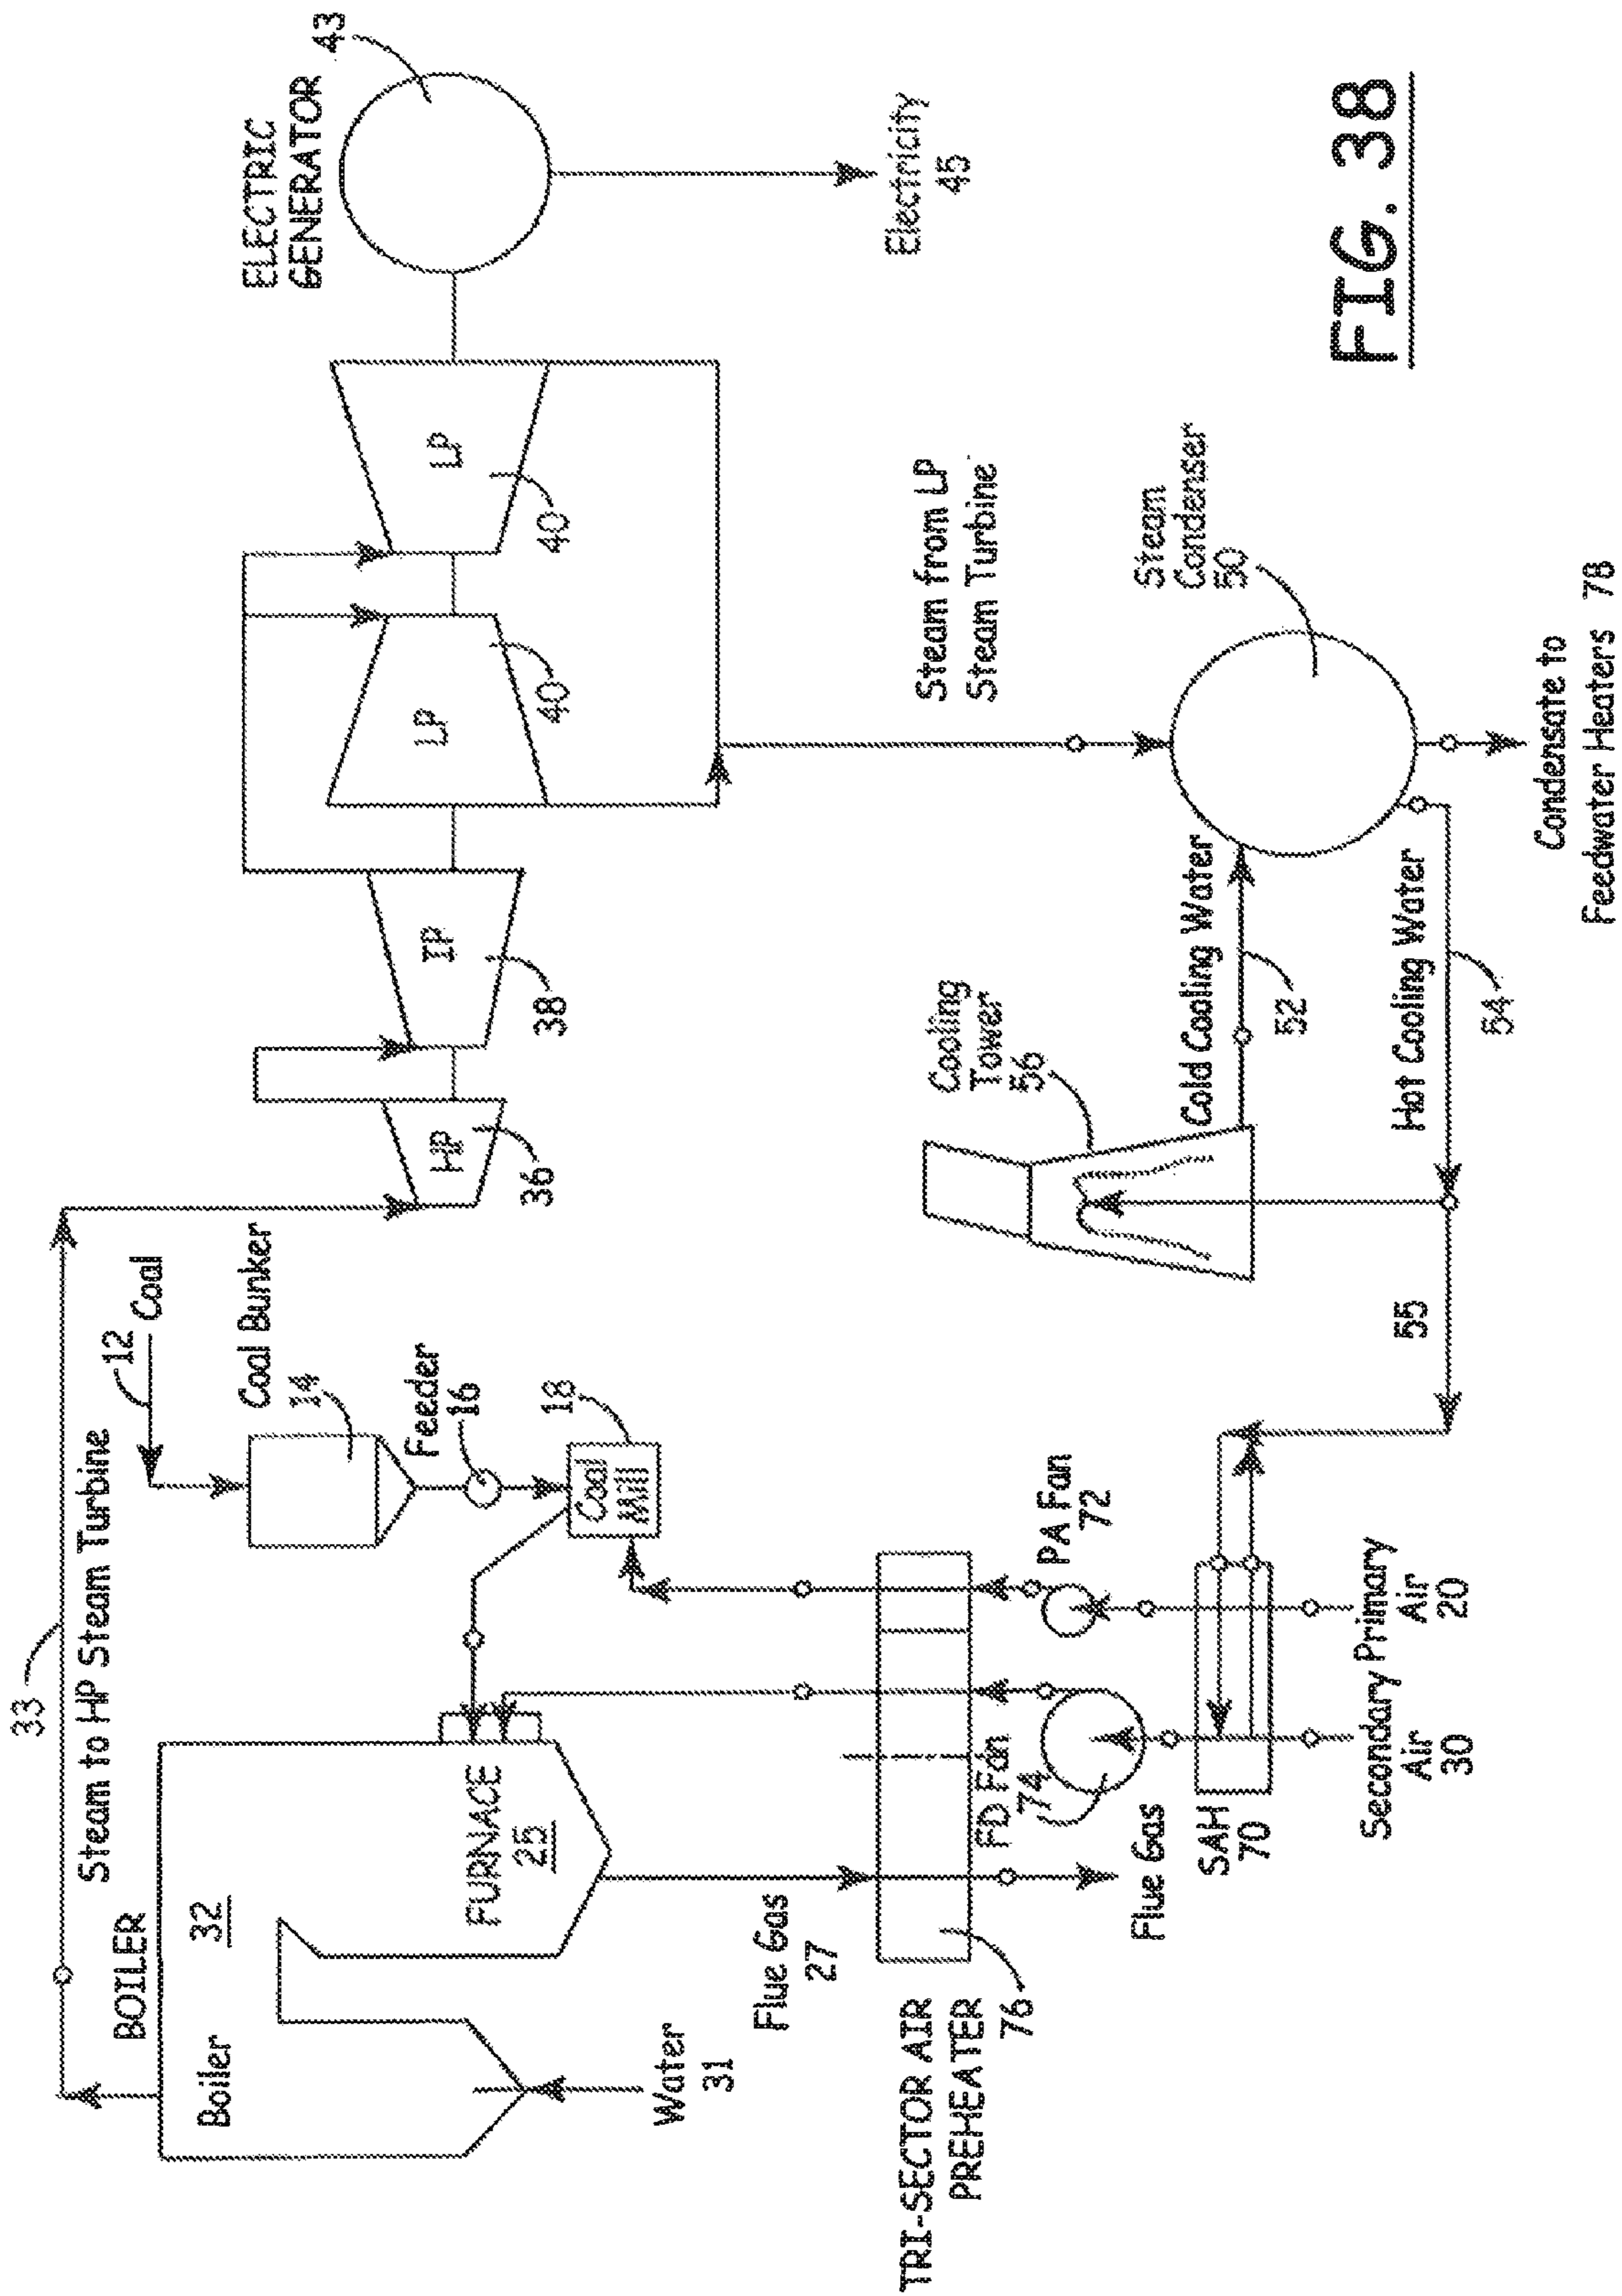 33
Steam to HP Steam Turbine
12
Coal
BOILER
32
Boiler
Coal Bunker
14
Feeder
16
18
Coal
Mill
FURNACE
25
Water
31
Flue Gas
27
TRI-SECTOR AIR
PREHEATER
76
FD Fan
74
PA Fan
72
Flue Gas
SAH
70
Secondary
Air
30
Primary
Air
20
HP
36
IP
38
LP
40
LP
40
ELECTRIC
GENERATOR
43
Electricity
45
Steam from LP
Steam Turbine
Cooling
Tower
56
Cold Cooling Water
52
Steam
Condenser
50
Hot Cooling Water
54
55
Condensate to
Feedwater Heaters 78
FIG. 38